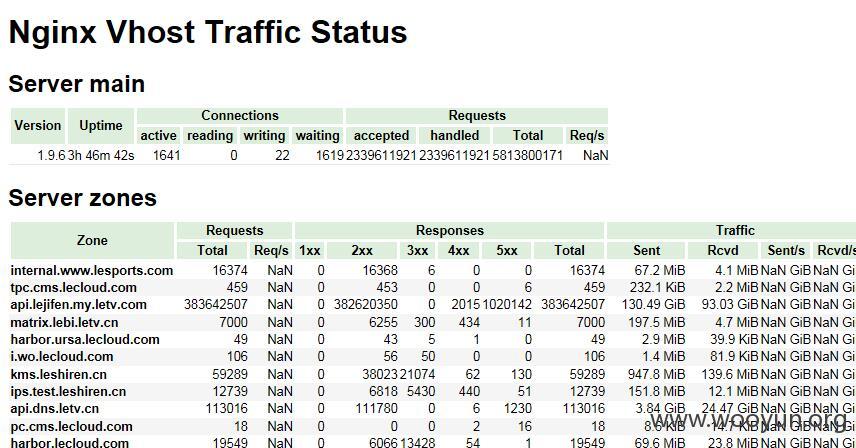 Nginx Vhost Traffic Status
Server main
Version Uptime Connections Requests
active reading writing waiting accepted handled Total Req/s
1.9.6 3h 46m 42s 1641 0 22 1619 2339611921 2339611921 5813800171 NaN
Server zones
Zone Requests Responses Traffic
Total Req/s 1xx 2xx 3xx 4xx 5xx Total Sent Rcvd Sent/s Rcvd/s
internal.www.lesports.com 16374 NaN 0 16368 6 0 0 16374 67.2 MiB 4.1 MiB NaN GiB NaN Gi
tpc.cms.lecloud.com 459 NaN 0 453 0 0 6 459 232.1 KiB 2.2 MiB NaN GiB NaN Gi
api.lejifen.my.letv.com 383642507 NaN 0 382620350 0 2015 1020142 383642507 130.49 GiB 93.03 GiB NaN GiB NaN Gi
matrix.lebi.letv.cn 7000 NaN 0 6255 300 434 11 7000 197.5 MiB 4.7 MiB NaN GiB NaN Gi
harbor.ursa.lecloud.com 49 NaN 0 43 5 1 0 49 2.9 MiB 39.9 KiB NaN GiB NaN Gi
i.wo.lecloud.com 106 NaN 0 56 50 0 0 106 1.4 MiB 81.9 KiB NaN GiB NaN Gi
kms.leshiren.cn 59289 NaN 0 38023 21074 62 130 59289 947.8 MiB 139.6 MiB NaN GiB NaN Gi
ips.test.leshiren.cn 12739 NaN 0 6818 5430 440 51 12739 151.8 MiB 12.1 MiB NaN GiB NaN Gi
api.dns.letv.cn 113016 NaN 0 111780 0 6 1230 113016 3.84 GiB 24.47 GiB NaN GiB NaN Gi
pc.cms.lecloud.com 18 NaN 0 0 0 2 16 18 8.6 KiB 14.7 KiB NaN GiB NaN Gi
harbor.lecloud.com 19549 NaN 0 6066 13428 54 1 19549 69.6 MiB 23.8 MiB NaN GiB NaN Gi
www.wooyun.org